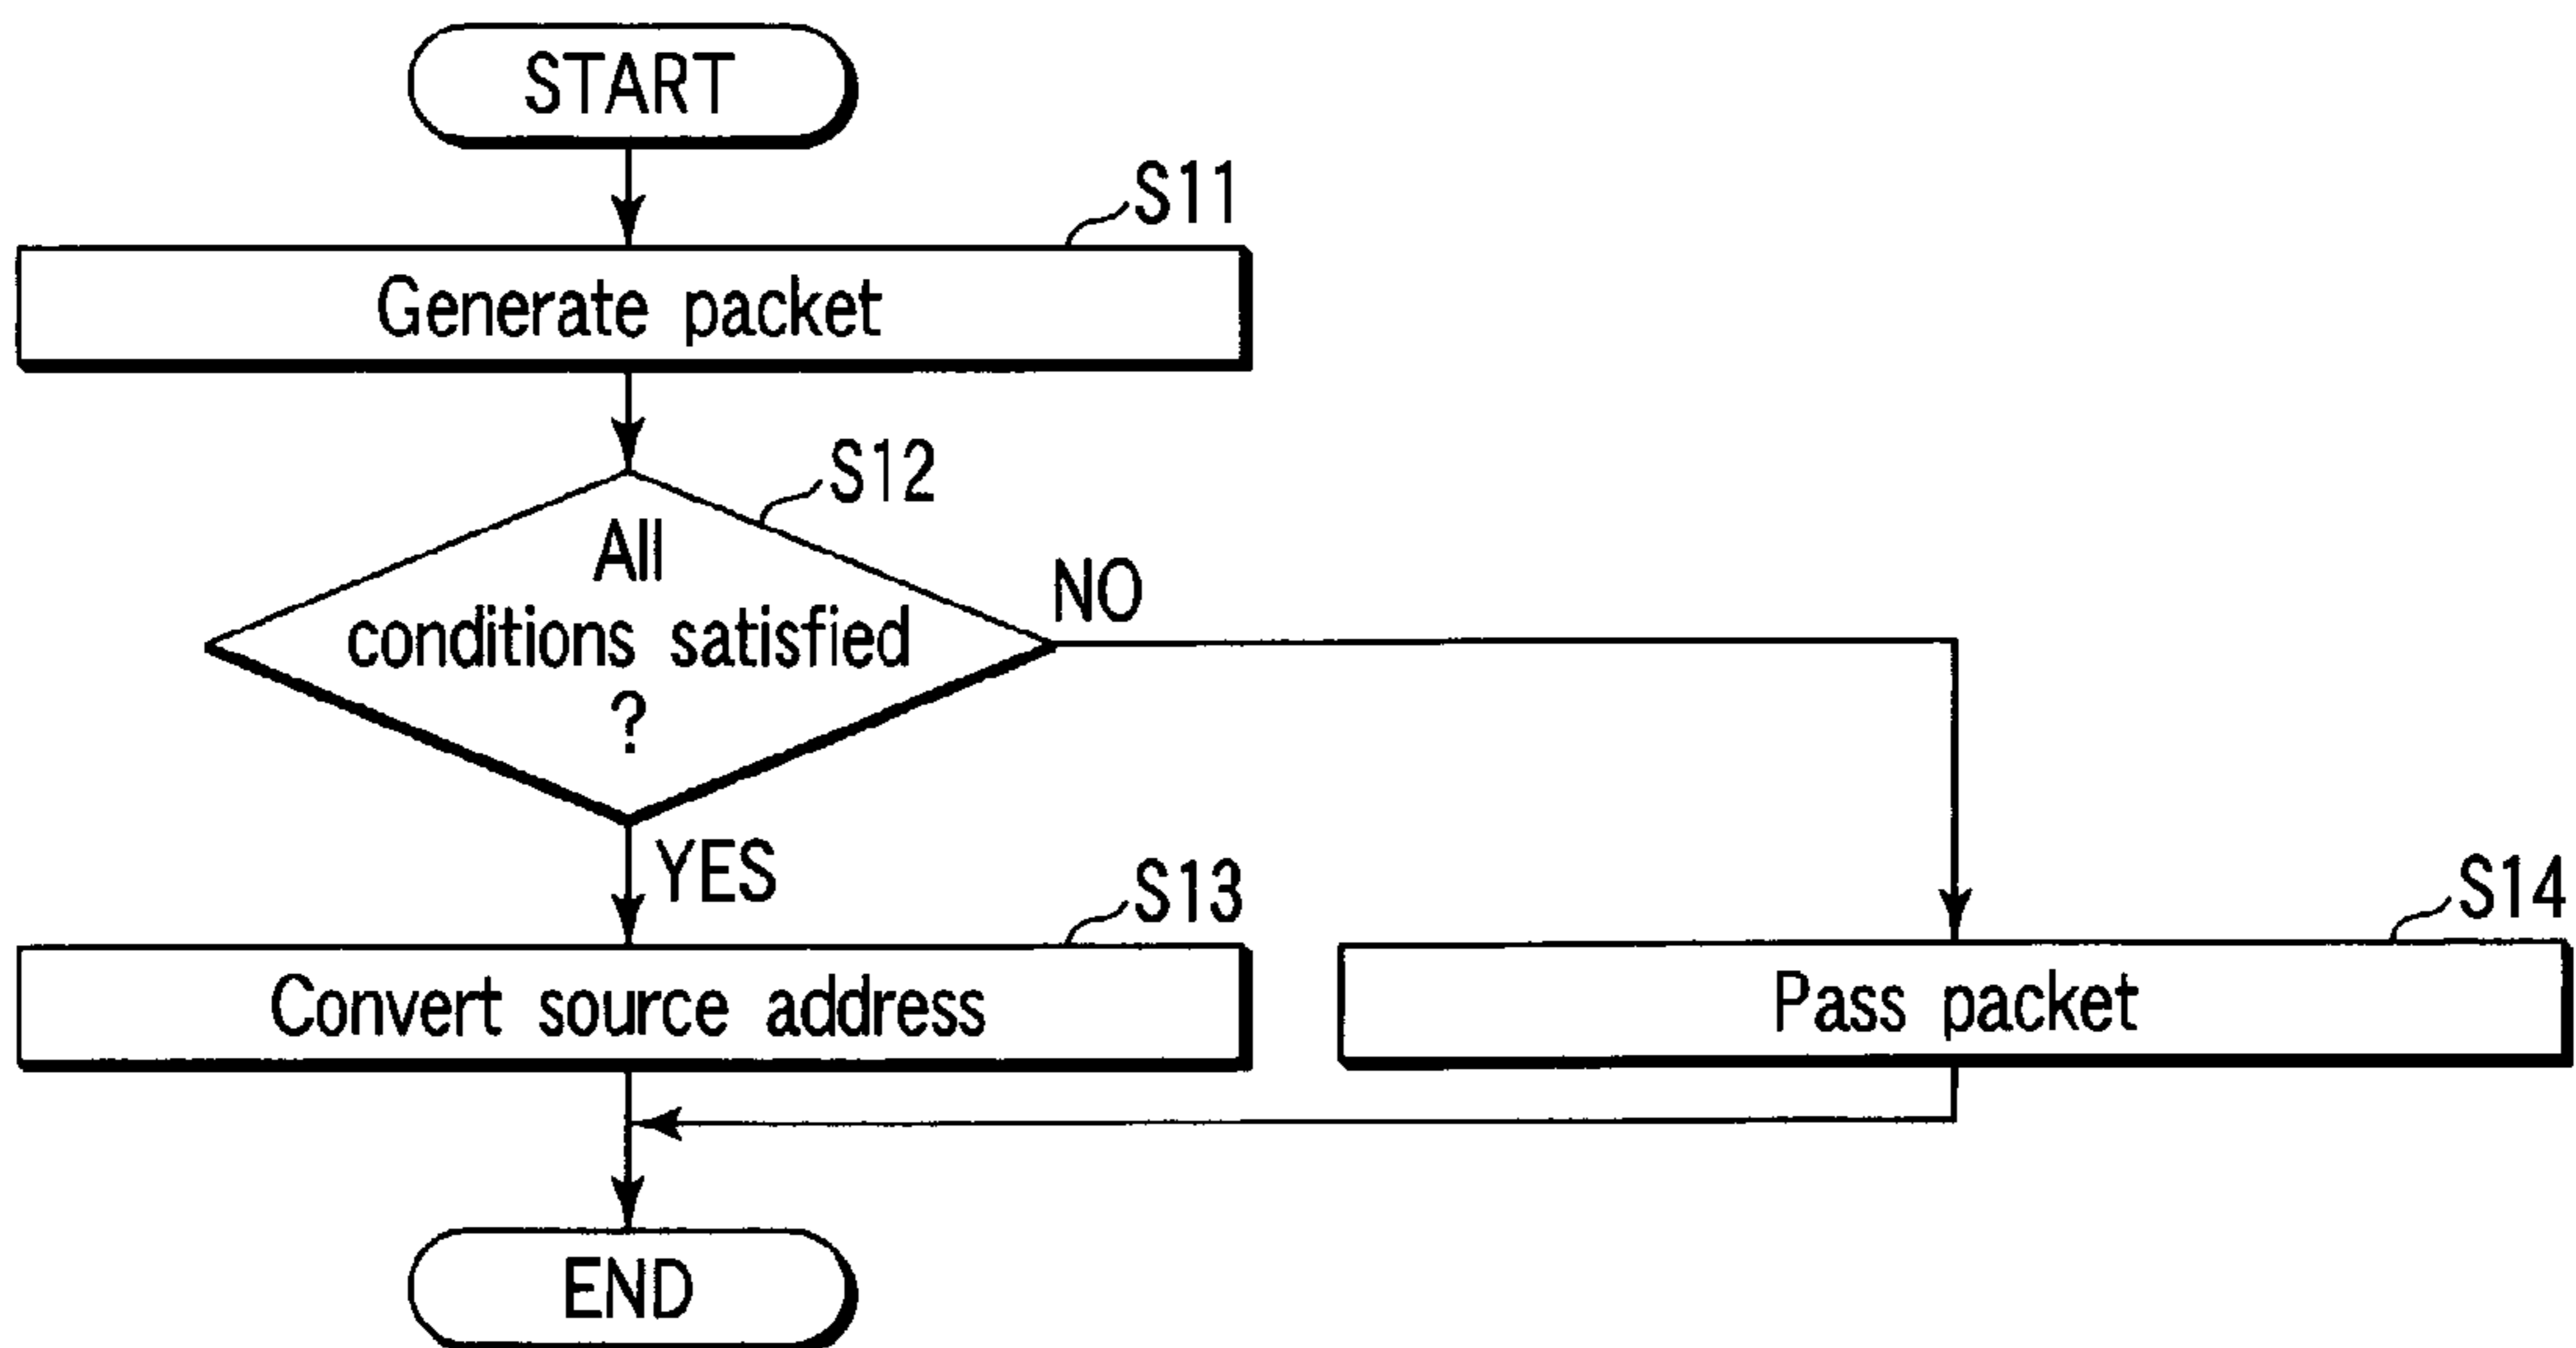 START
S11
Generate packet
S12
All
conditions satisfied
?
NO
YES
S13
Convert source address
S14
Pass packet
END